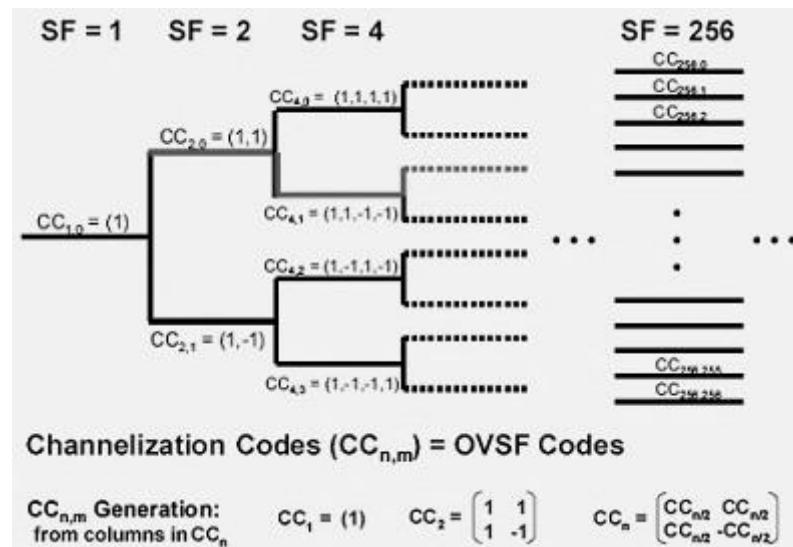 SF = 1 SF = 2 SF = 4 SF = 256
CC256.0
CC4,0 = (1,1,1,1)
CC256.1
CC256.2
CC2.0 = (1,1)
CC4,1 = (1,1,-1,-1)
CC1.0 = (1)
CC4,2 = (1,-1,1,-1)
CC2,1 = (1,-1)
CC256.255
CC4,3 = (1,-1,-1,1)
CC256.256
Channelization Codes (CCn,m) = OVSF Codes
CCn,m Generation:
from columns in CCn
CC1 = (1)
CC2 = (1 1
1 -1)
CCn = (CCn/2 CCn/2
CCn/2 -CCn/2)